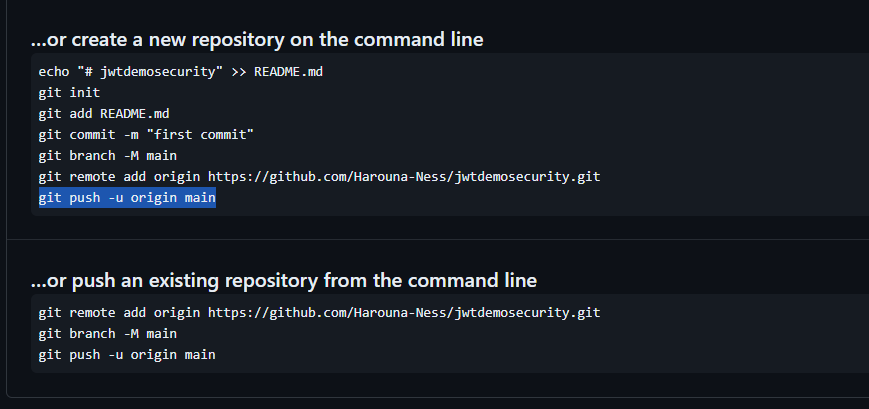 ...or create a new repository on the command line
echo "# jwtdemosecurity" >> README.md
git init
git add README.md
git commit -m "first commit"
git branch -M main
git remote add origin https://github.com/Harouna-Ness/jwtdemosecurity.git
git push -u origin main
...or push an existing repository from the command line
git remote add origin https://github.com/Harouna-Ness/jwtdemosecurity.git
git branch -M main
git push -u origin main